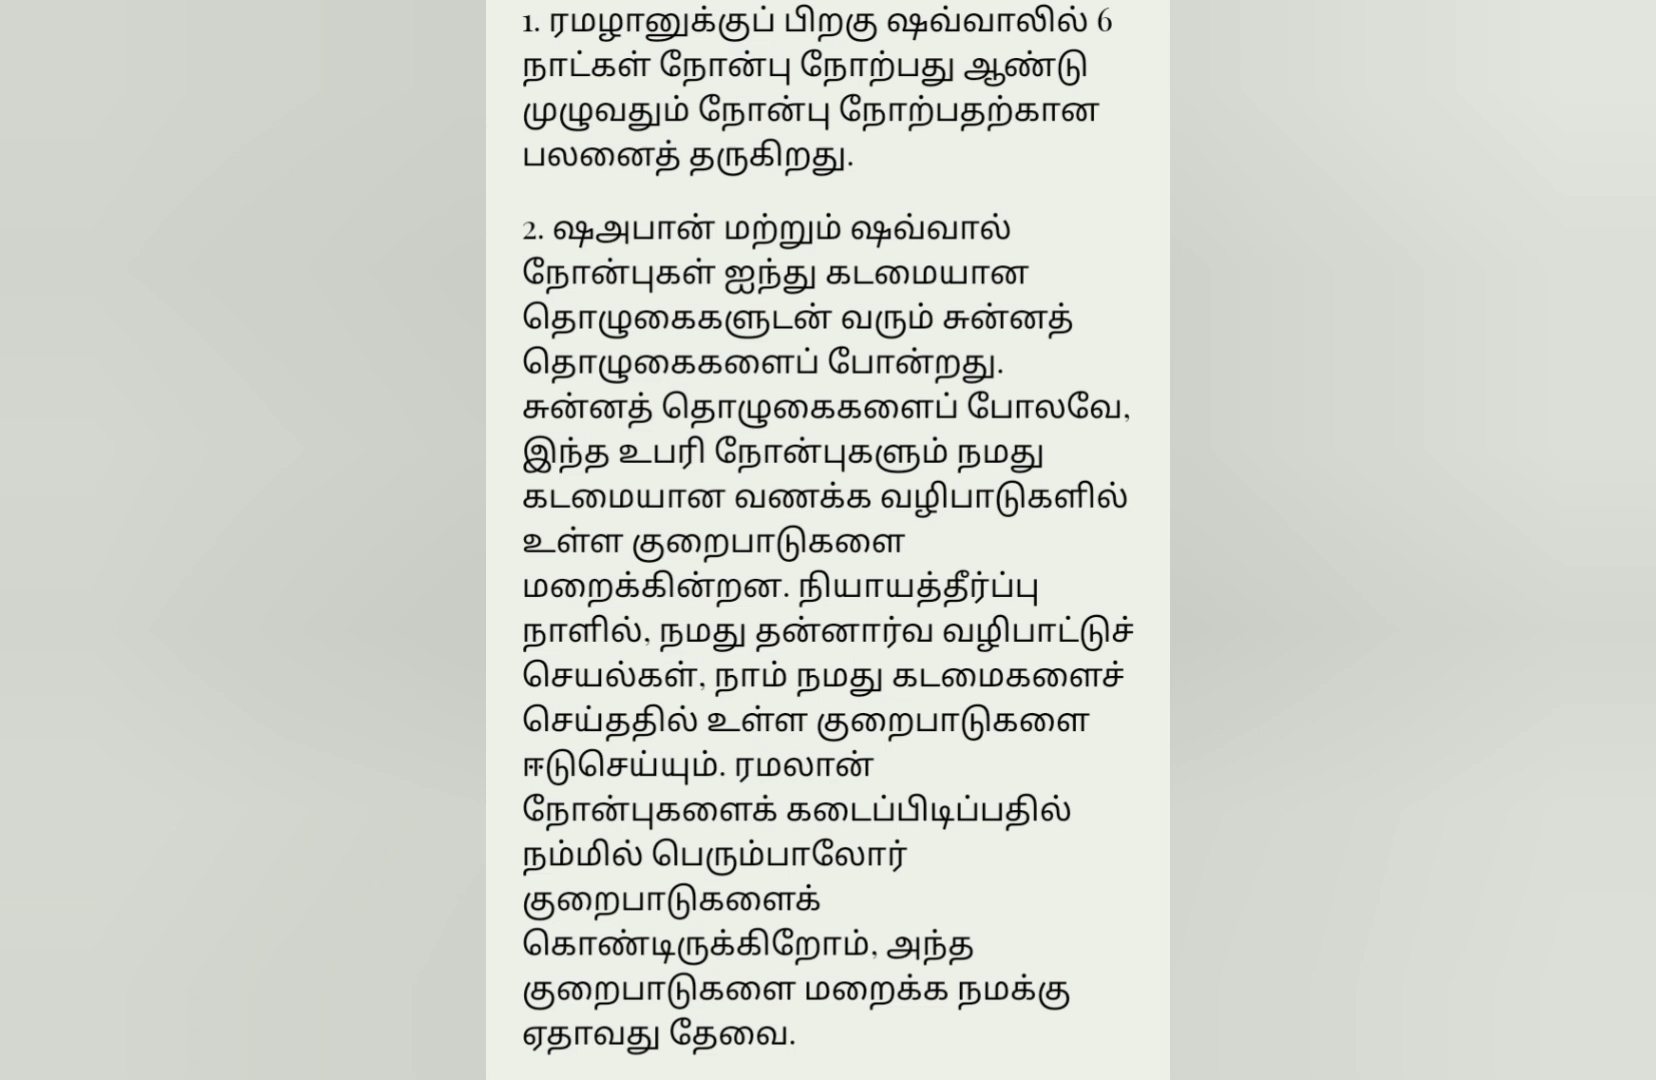 1. ரமழானுக்குப் பிறகு ஷவ்வாலில் 6
நாட்கள் நோன்பு நோற்பது ஆண்டு
முழுவதும் நோன்பு நோற்பதற்கான
பலனைத் தருகிறது.
2. ஷஅபான் மற்றும் ஷவ்வால்
நோன்புகள் ஐந்து கடமையான
தொழுகைகளுடன் வரும் சுன்னத்
தொழுகைகளைப் போன்றது.
சுன்னத் தொழுகைகளைப் போலவே,
இந்த உபரி நோன்புகளும் நமது
கடமையான வணக்க வழிபாடுகளில்
உள்ள குறைபாடுகளை
மறைக்கின்றன. நியாயத்தீர்ப்பு
நாளில், நமது தன்னார்வ வழிபாட்டுச்
செயல்கள், நாம் நமது கடமைகளைச்
செய்ததில் உள்ள குறைபாடுகளை
ஈடுசெய்யும். ரமலான்
நோன்புகளைக் கடைப்பிடிப்பதில்
நம்மில் பெரும்பாலோர்
குறைபாடுகளைக்
கொண்டிருக்கிறோம், அந்த
குறைபாடுகளை மறைக்க நமக்கு
ஏதாவது தேவை.